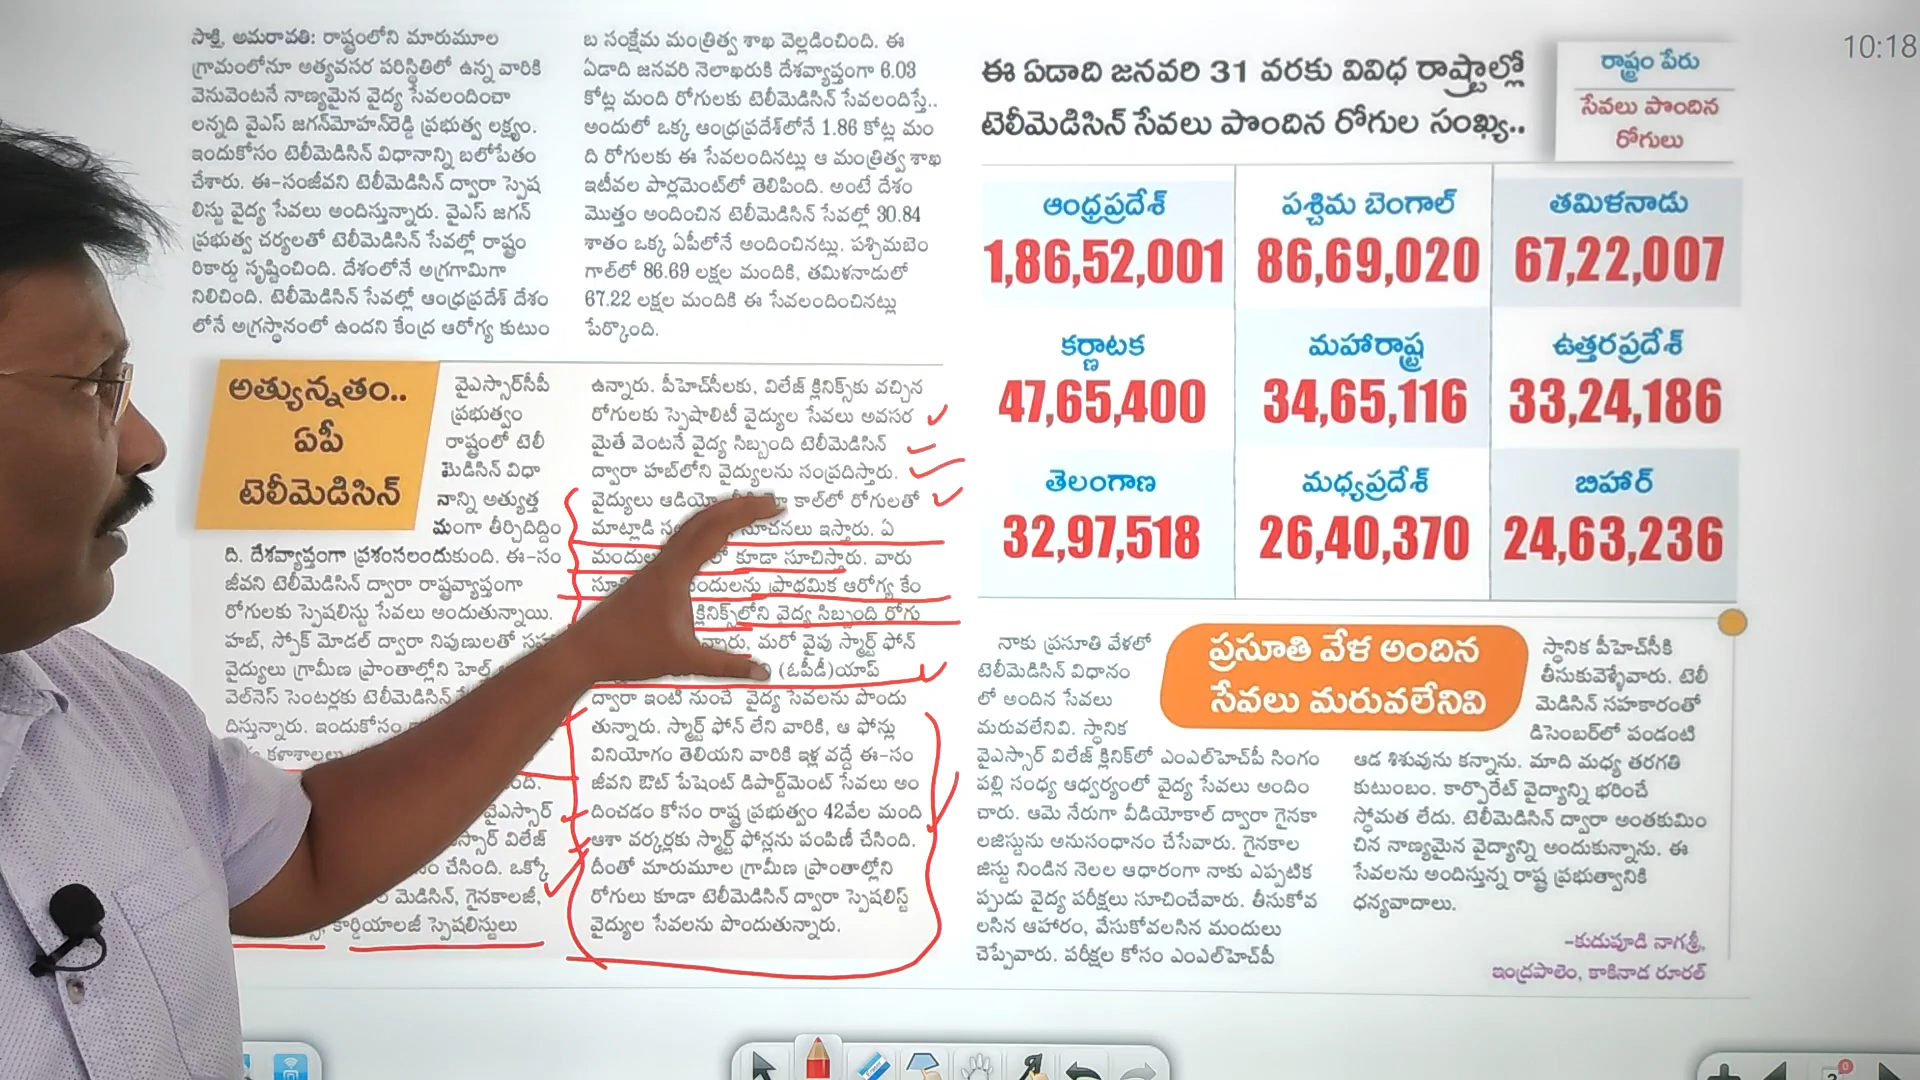 సాక్షి, అమరావతి: రాష్ట్రంలోని మారుమూల
గ్రామంలోనూ అత్యవసర పరిస్థితిలో ఉన్న వారికి
వెనువెంటనే నాణ్యమైన వైద్య సేవలందించా
లన్నది వైఎస్ జగన్‌మోహన్‌రెడ్డి ప్రభుత్వ లక్ష్యం.
ఇందుకోసం టెలీమెడిసిన్ విధానాన్ని బలోపేతం
చేశారు. ఈ-సంజీవని టెలీమెడిసిన్ ద్వారా స్పెష
లిస్టు వైద్య సేవలు అందిస్తున్నారు. వైఎస్ జగన్
ప్రభుత్వ చర్యలతో టెలీమెడిసిన్ సేవల్లో రాష్ట్రం
రికార్డు సృష్టించింది. దేశంలోనే అగ్రగామిగా
నిలిచింది. టెలీమెడిసిన్ సేవల్లో ఆంధ్రప్రదేశ్ దేశం
లోనే అగ్రస్థానంలో ఉందని కేంద్ర ఆరోగ్య కుటుం
బ సంక్షేమ మంత్రిత్వ శాఖ వెల్లడించింది. ఈ
ఏడాది జనవరి నెలాఖరుకి దేశవ్యాప్తంగా 6.03
కోట్ల మంది రోగులకు టెలీమెడిసిన్ సేవలందిస్తే..
అందులో ఒక్క ఆంధ్రప్రదేశ్‌లోనే 1.86 కోట్ల మం
ది రోగులకు ఈ సేవలందినట్లు ఆ మంత్రిత్వ శాఖ
ఇటీవల పార్లమెంట్‌లో తెలిపింది. అంటే దేశం
మొత్తం అందించిన టెలీమెడిసిన్ సేవల్లో 30.84
శాతం ఒక్క ఏపీలోనే అందించినట్లు. పశ్చిమబెం
గాల్‌లో 86.69 లక్షల మందికి, తమిళనాడులో
67.22 లక్షల మందికి ఈ సేవలందించినట్లు
పేర్కొంది.
అత్యున్నతం..
ఏపీ
టెలీమెడిసిన్
వైఎస్సార్‌సీపీ
ప్రభుత్వం
రాష్ట్రంలో టెలీ
మెడిసిన్ విధా
నాన్ని అత్యుత్త
మంగా తీర్చిదిద్దిం
ది. దేశవ్యాప్తంగా ప్రశంసలందుకుంది. ఈ-సం
జీవని టెలీమెడిసిన్ ద్వారా రాష్ట్రవ్యాప్తంగా
రోగులకు స్పెషలిస్టు సేవలు అందుతున్నాయి.
హబ్, స్పోక్ మోడల్ ద్వారా నిపుణులతో
వైద్యులు గ్రామీణ ప్రాంతాల్లోని
వెల్‌నెస్ సెంటర్లకు టెలీమెడిసిన్
దిస్తున్నారు. ఇందుకోసం
కళాశాలలు
వైఎస్సార్
విలేజ్
చేసింది. ఒక్కో
మెడిసిన్, గైనకాలజీ,
కార్డియాలజీ స్పెషలిస్టులు
ఉన్నారు. పీహెచ్‌సీలకు, విలేజ్ క్లినిక్స్‌కు వచ్చిన
రోగులకు స్పెషాలిటీ వైద్యుల సేవలు అవసర
మైతే వెంటనే వైద్య సిబ్బంది టెలీమెడిసిన్
ద్వారా హబ్‌లోని వైద్యులను సంప్రదిస్తారు.
వైద్యులు ఆడియో కాల్‌లో రోగులతో
మాట్లాడి సూచనలు ఇస్తారు. ఏ
కూడా సూచిస్తారు. వారు
మందులను ప్రాథమిక ఆరోగ్య కేం
క్లినిక్స్‌లోని వైద్య సిబ్బంది రోగు
మరో వైపు స్మార్ట్ ఫోన్
(ఓపీడీ)యాప్
ద్వారా ఇంటి నుంచే వైద్య సేవలను పొందు
తున్నారు. స్మార్ట్ ఫోన్ లేని వారికి, ఆ ఫోన్లు
వినియోగం తెలియని వారికి ఇళ్ల వద్దే ఈ-సం
జీవని ఔట్ పేషెంట్ డిపార్ట్‌మెంట్ సేవలు అం
దించడం కోసం రాష్ట్ర ప్రభుత్వం 42వేల మంది
ఆశా వర్కర్లకు స్మార్ట్ ఫోన్లను పంపిణీ చేసింది.
దీంతో మారుమూల గ్రామీణ ప్రాంతాల్లోని
రోగులు కూడా టెలీమెడిసిన్ ద్వారా స్పెషలిస్ట్
వైద్యుల సేవలను పొందుతున్నారు.
10:18
ఈ ఏడాది జనవరి 31 వరకు వివిధ రాష్ట్రాల్లో
టెలీమెడిసిన్ సేవలు పొందిన రోగుల సంఖ్య..
రాష్ట్రం పేరు
సేవలు పొందిన
రోగులు
ఆంధ్రప్రదేశ్ పశ్చిమ బెంగాల్ తమిళనాడు
1,86,52,001 86,69,020 67,22,007
కర్ణాటక మహారాష్ట్ర ఉత్తరప్రదేశ్
47,65,400 34,65,116 33,24,186
తెలంగాణ మధ్యప్రదేశ్ బిహార్
32,97,518 26,40,370 24,63,236
ప్రసూతి వేళ అందిన
సేవలు మరువలేనివి
నాకు ప్రసూతి వేళలో
టెలీమెడిసిన్ విధానం
లో అందిన సేవలు
మరువలేనివి. స్థానిక
వైఎస్సార్ విలేజ్ క్లినిక్‌లో ఎంఎల్‌హెచ్‌పీ సింగం
పల్లి సంధ్య ఆధ్వర్యంలో వైద్య సేవలు అందిం
చారు. ఆమె నేరుగా వీడియోకాల్ ద్వారా గైనకా
లజిస్టును అనుసంధానం చేసేవారు. గైనకాల
జిస్టు నిండిన నెలల ఆధారంగా నాకు ఎప్పటిక
ప్పుడు వైద్య పరీక్షలు సూచించేవారు. తీసుకోవ
లసిన ఆహారం, వేసుకోవలసిన మందులు
చెప్పేవారు. పరీక్షల కోసం ఎంఎల్‌హెచ్‌పీ
స్థానిక పీహెచ్‌సీకి
తీసుకువెళ్ళేవారు. టెలీ
మెడిసిన్ సహకారంతో
డిసెంబర్‌లో పండంటి
ఆడ శిశువును కన్నాను. మాది మధ్య తరగతి
కుటుంబం. కార్పొరేట్ వైద్యాన్ని భరించే
స్థోమత లేదు. టెలీమెడిసిన్ ద్వారా అంతకుమిం
చిన నాణ్యమైన వైద్యాన్ని అందుకున్నాను. ఈ
సేవలను అందిస్తున్న రాష్ట్ర ప్రభుత్వానికి
ధన్యవాదాలు.
-కుదుపూడి నాగశ్రీ,
ఇంద్రపాలెం, కాకినాడ రూరల్